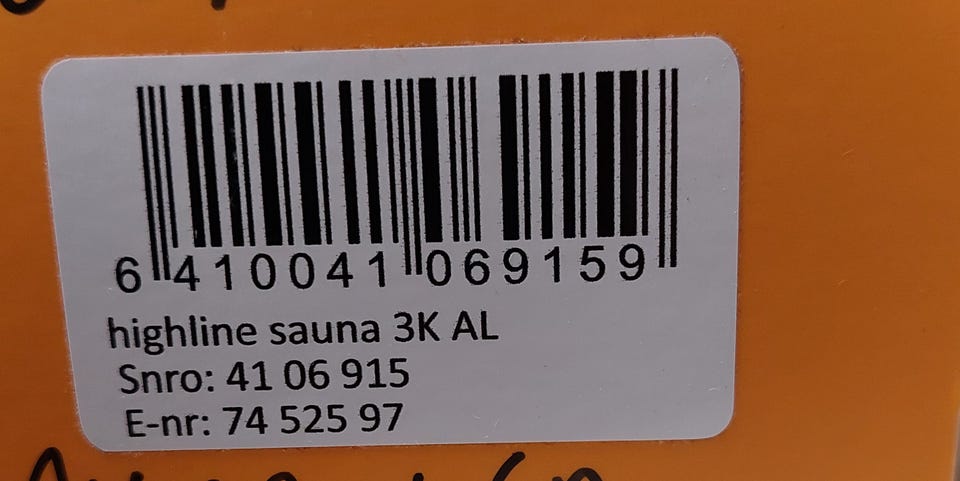 6 410041 069159
highline sauna 3K AL
Snro: 41 06 915
E-nr: 74 525 97